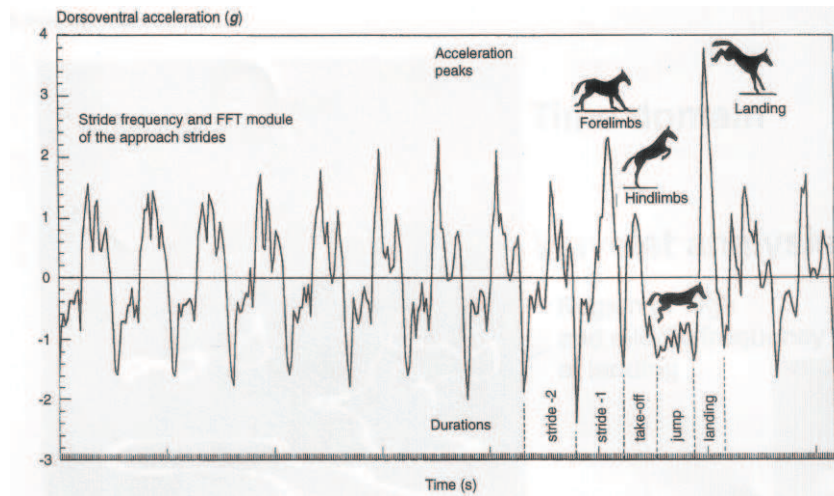 Dorsoventral acceleration (g)
4
3
2
1
0
-1
-2
-3
Acceleration
peaks
Stride frequency and FFT module
of the approach strides
Forelimbs
Hindlimbs
Landing
Durations
stride -2
stride -1
take-off
jump
landing
Time (s)